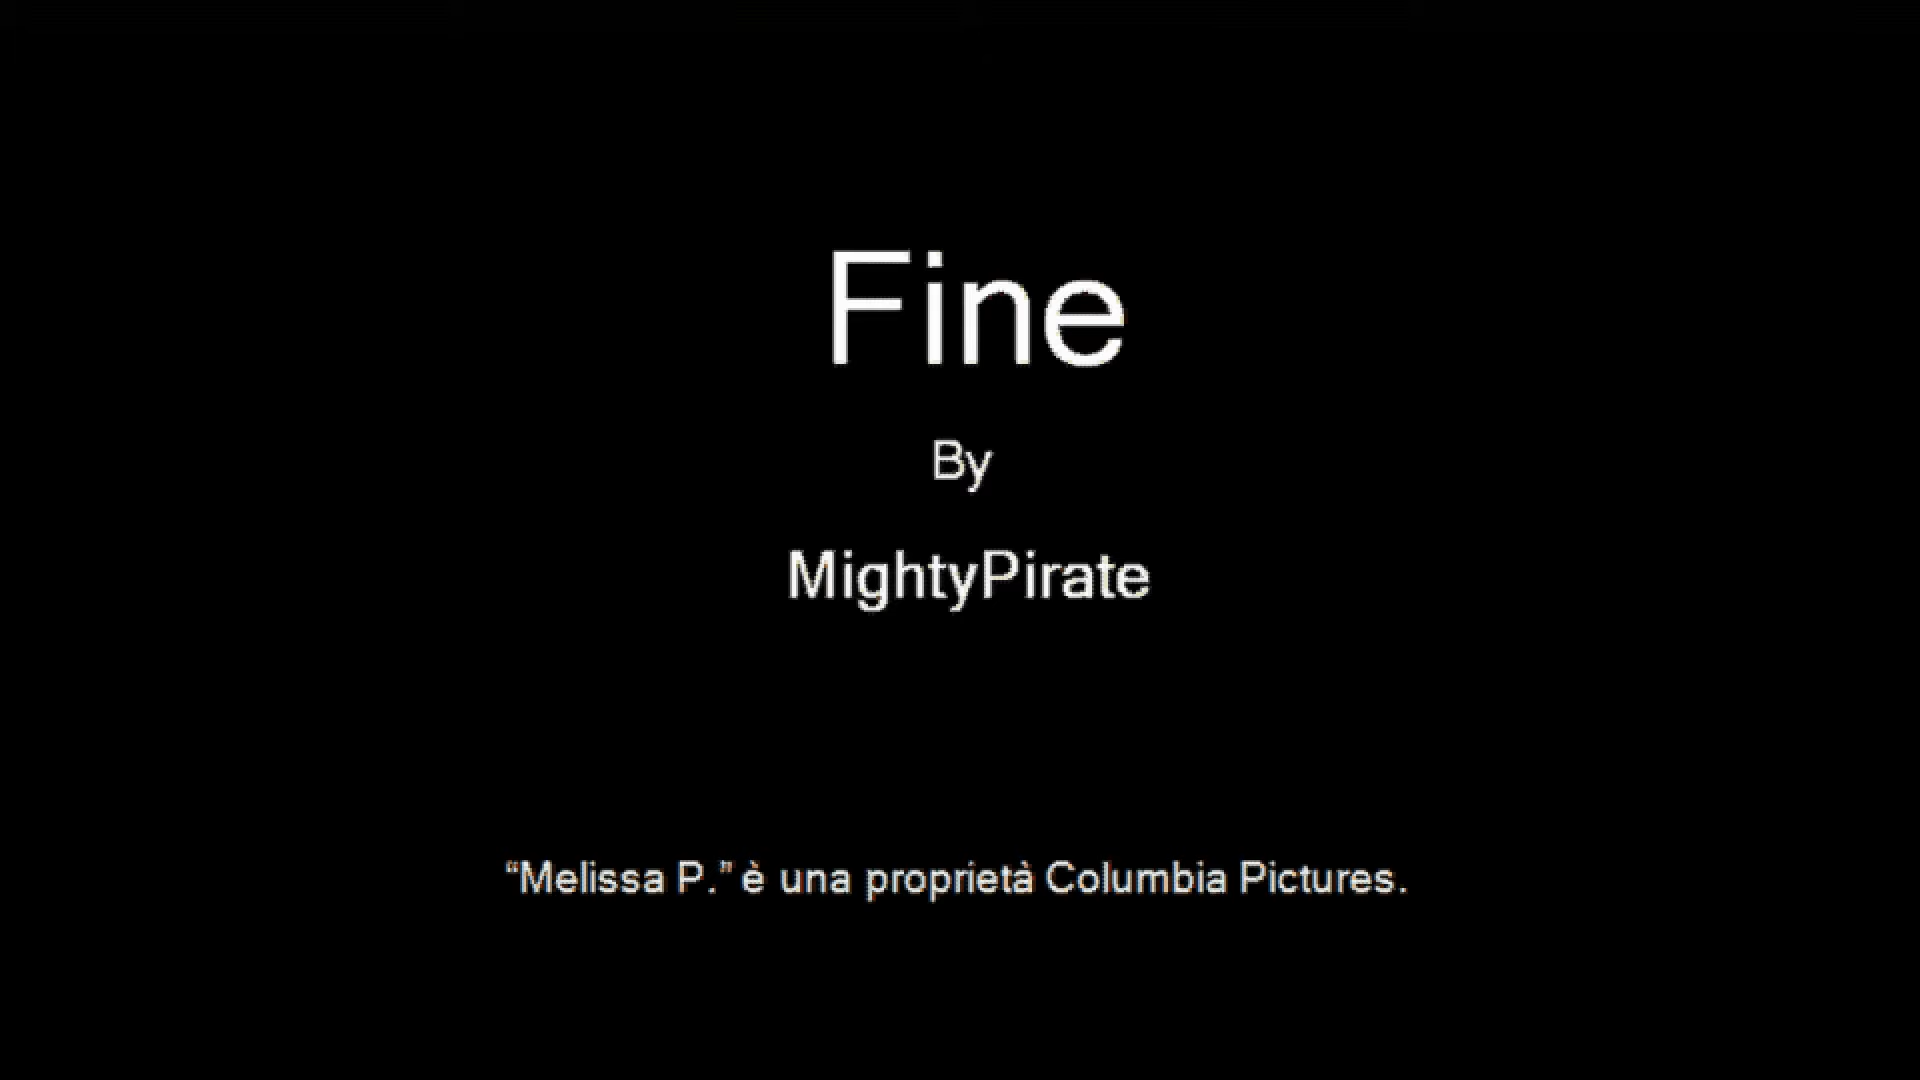 Fine
By
MightyPirate
“Melissa P.” è una proprietà Columbia Pictures.